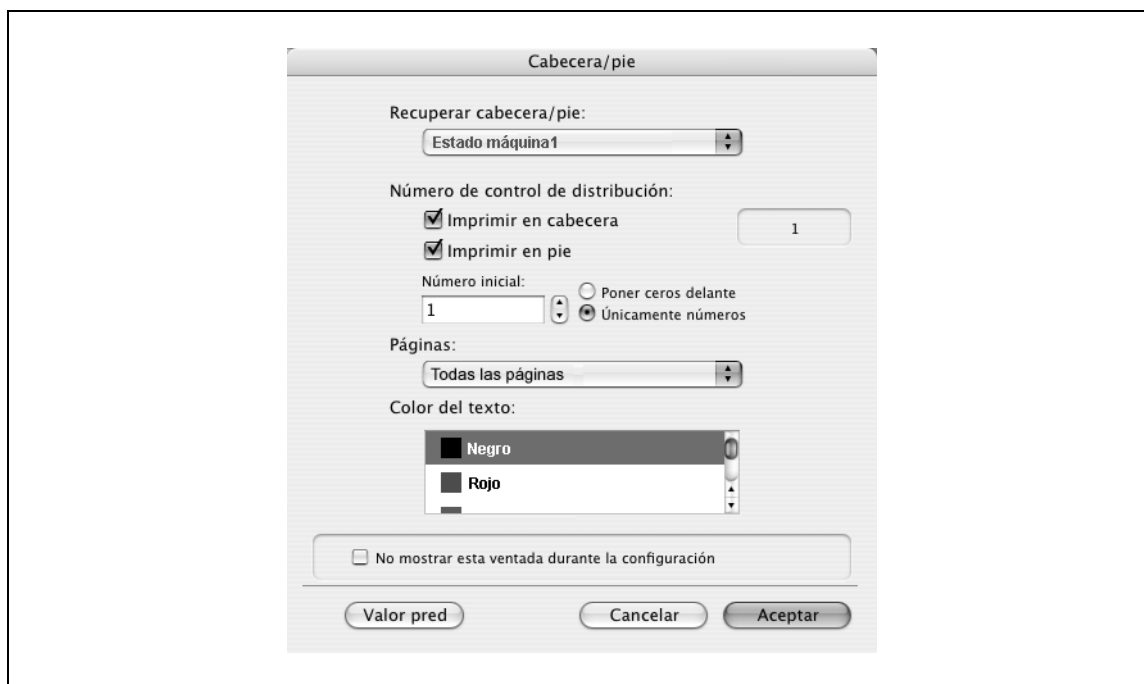 Cabecera/pie
Recuperar cabecera/pie:
Estado máquina1
Número de control de distribución:
Imprimir en cabecera
1
Imprimir en pie
Número inicial:
1
Poner ceros delante
Únicamente números
Páginas:
Todas las páginas
Color del texto:
Negro
Rojo
No mostrar esta ventada durante la configuración
Valor pred Cancelar Aceptar